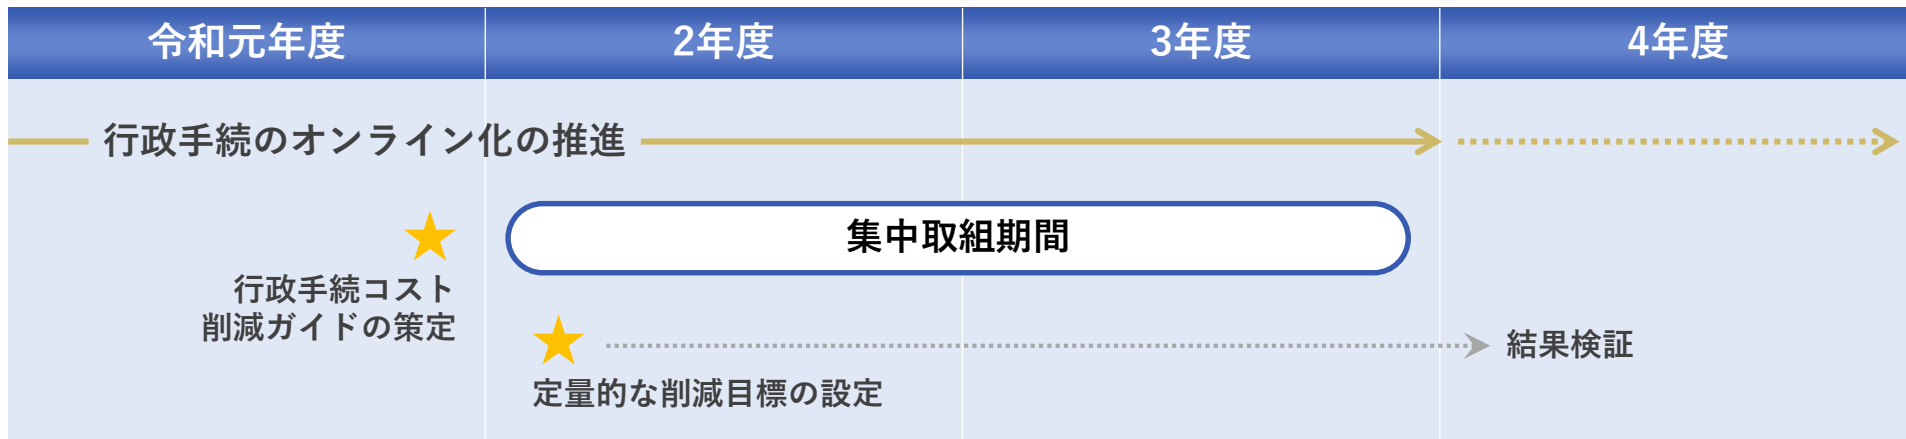 令和元年度
2年度
3年度
4年度
行政手続のオンライン化の推進
集中取組期間
行政手続コスト
削減ガイドの策定
定量的な削減目標の設定
結果検証